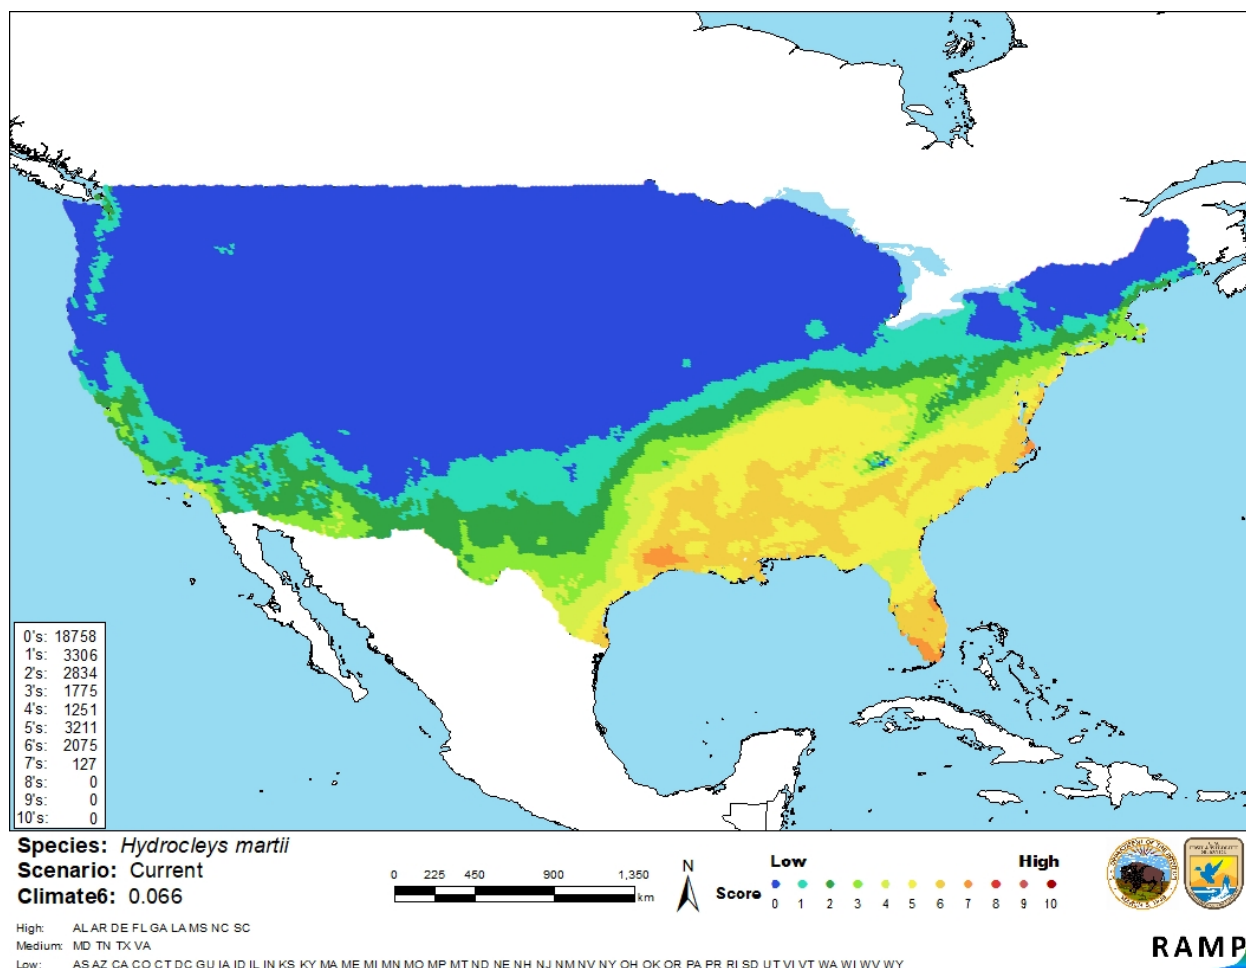 0's: 18758
1's: 3306
2's: 2834
3's: 1775
4's: 1251
5's: 3211
6's: 2075
7's: 127
8's: 0
9's: 0
10's: 0
Species: Hydrocleys martii
Scenario: Current
Climate6: 0.066
0 225 450 900 1,350
km
N
Low High
Score
0 1 2 3 4 5 6 7 8 9 10
High: AL AR DE FL GA LA MS NC SC
Medium: MD TN TX VA
Low: AS AZ CA CO CT DC GU IA ID IL IN KS KY MA ME MI MN MO MP MT ND NE NH NJ NM NV NY OH OK OR PA PR RI SD UT VI VT WA WI WV WY
RAMP